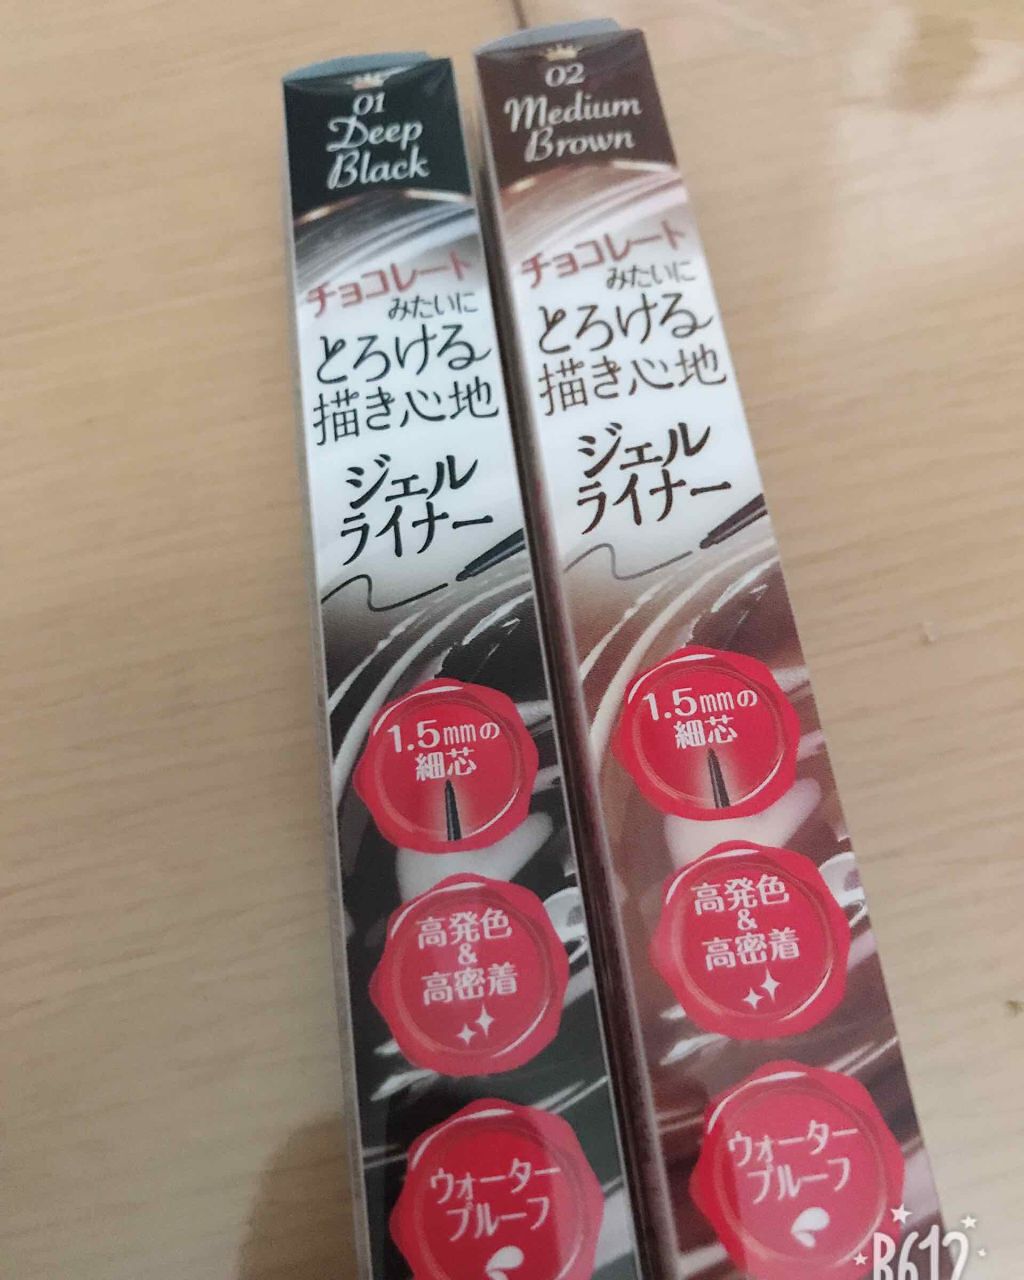 01
Deep
Black
チョコレート
みたいに
とろける
描き心地
ジェル
ライナー
1.5mmの
細芯
高発色
&
高密着
ウォーター
プルーフ
02
Medium
Brown
チョコレート
みたいに
とろける
描き心地
ジェル
ライナー
1.5mmの
細芯
高発色
&
高密着
ウォーター
プルーフ
B612